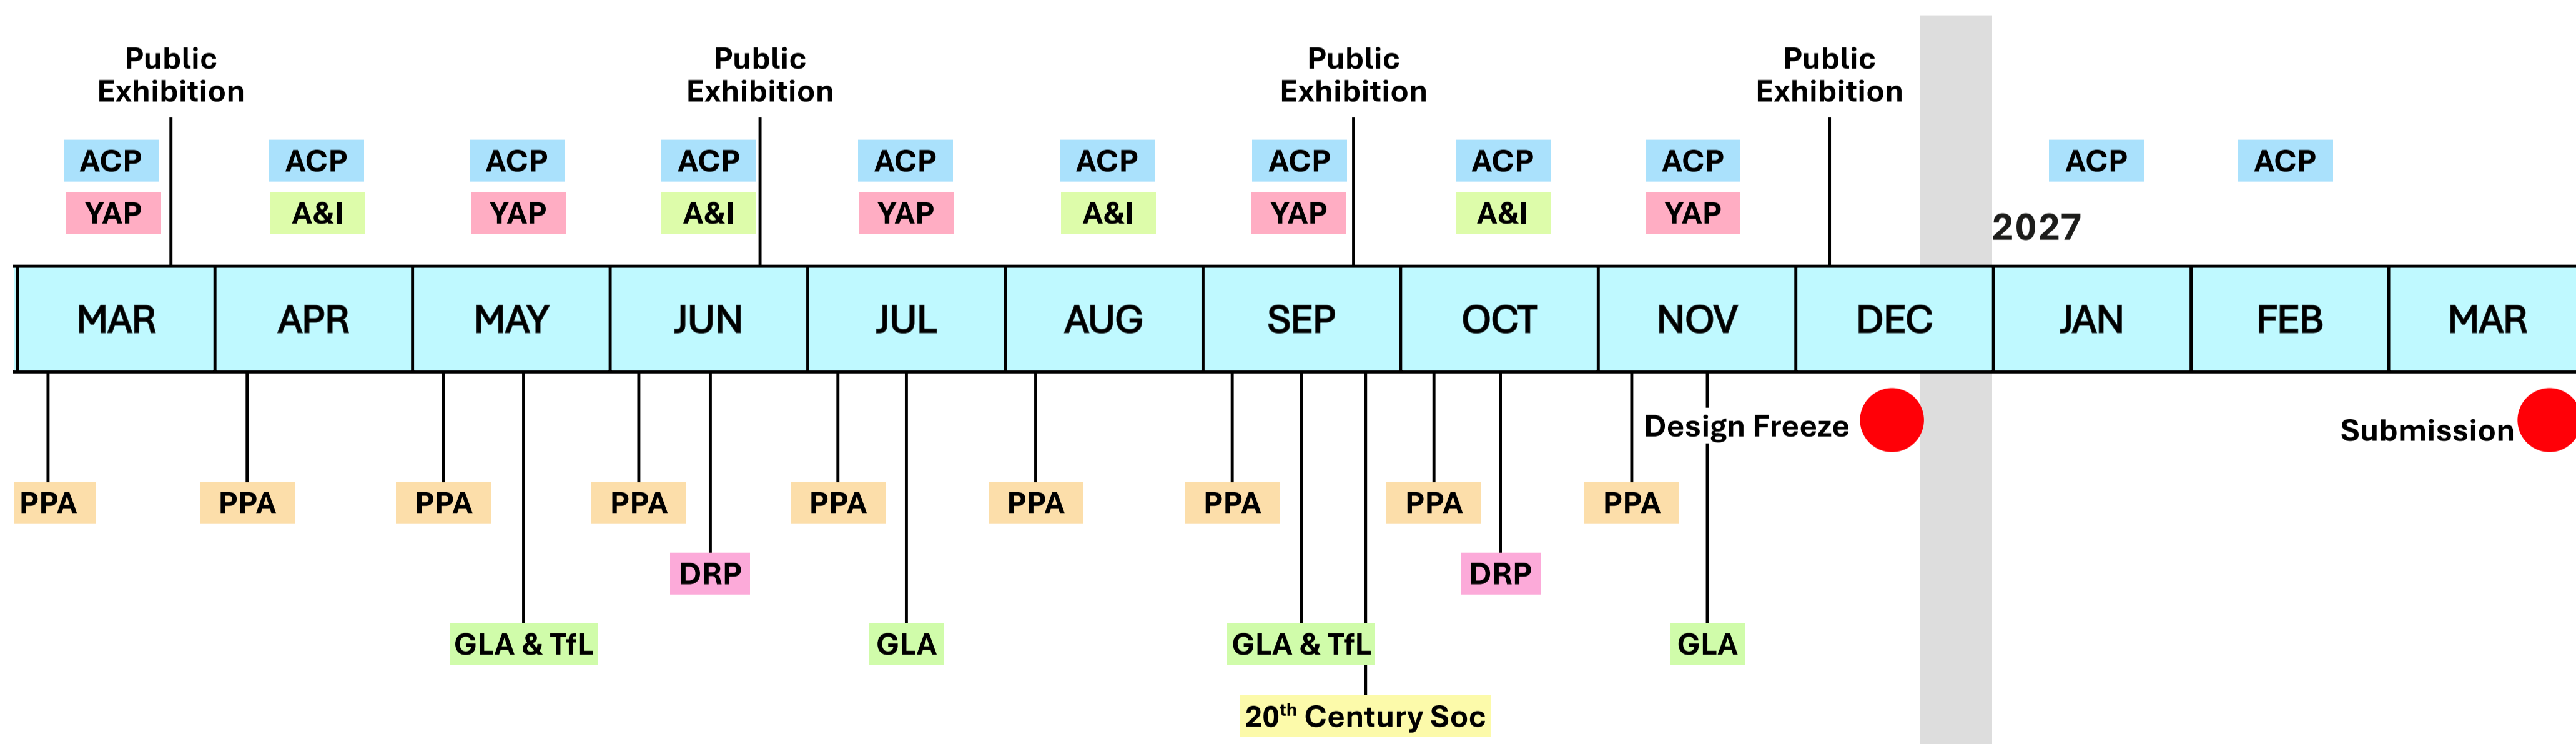 Public
Exhibition
Public
Exhibition
Public
Exhibition
Public
Exhibition
ACP
ACP
ACP
ACP
ACP
ACP
ACP
ACP
ACP
ACP
ACP
YAP
A&I
YAP
A&I
YAP
A&I
YAP
A&I
YAP
2027
MAR
APR
MAY
JUN
JUL
AUG
SEP
OCT
NOV
DEC
JAN
FEB
MAR
Design Freeze
Submission
PPA
PPA
PPA
PPA
PPA
PPA
PPA
PPA
PPA
DRP
DRP
GLA & TfL
GLA
GLA & TfL
GLA
20th Century Soc